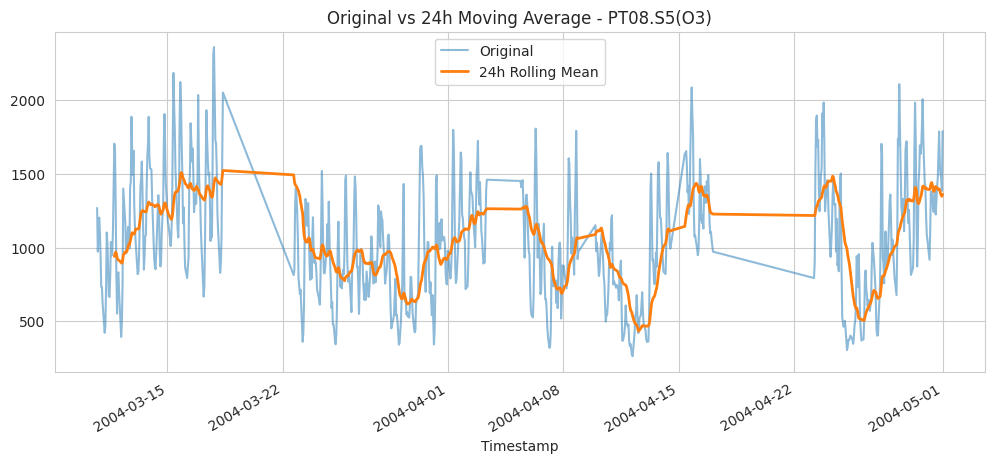 Original vs 24h Moving Average - PT08.S5(O3)
Original
24h Rolling Mean
2000
1500
1000
500
2004-03-15
2004-03-22
2004-04-01
2004-04-08
2004-04-15
2004-04-22
2004-05-01
Timestamp